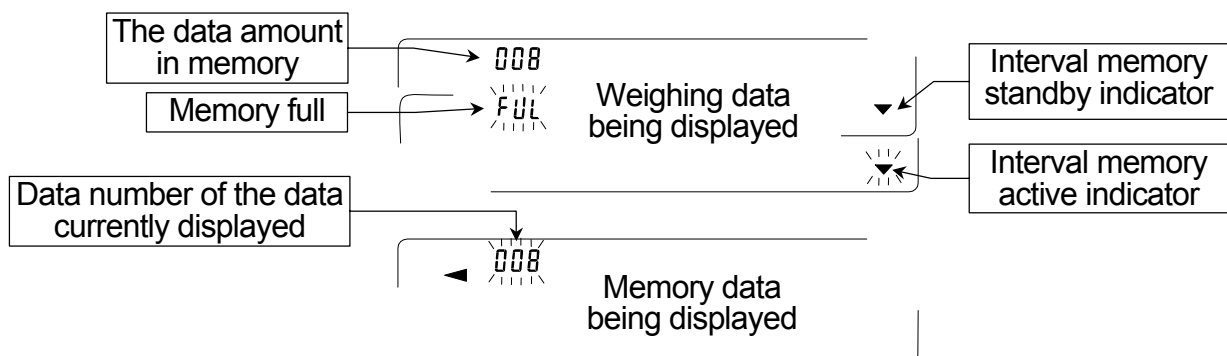 The data amount
in memory
008
Memory full
FUL
Weighing data
being displayed
Interval memory
standby indicator
Interval memory
active indicator
Data number of the data
currently displayed
008
Memory data
being displayed